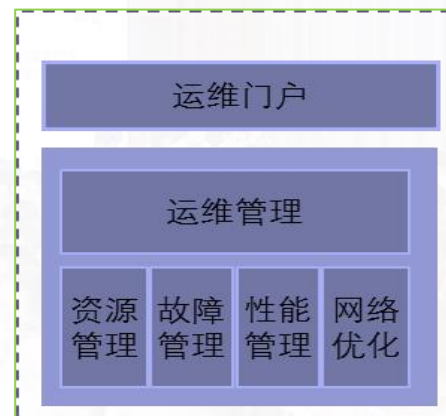 运维门户
运维管理
资源 故障 性能 网络
管理 管理 管理 优化